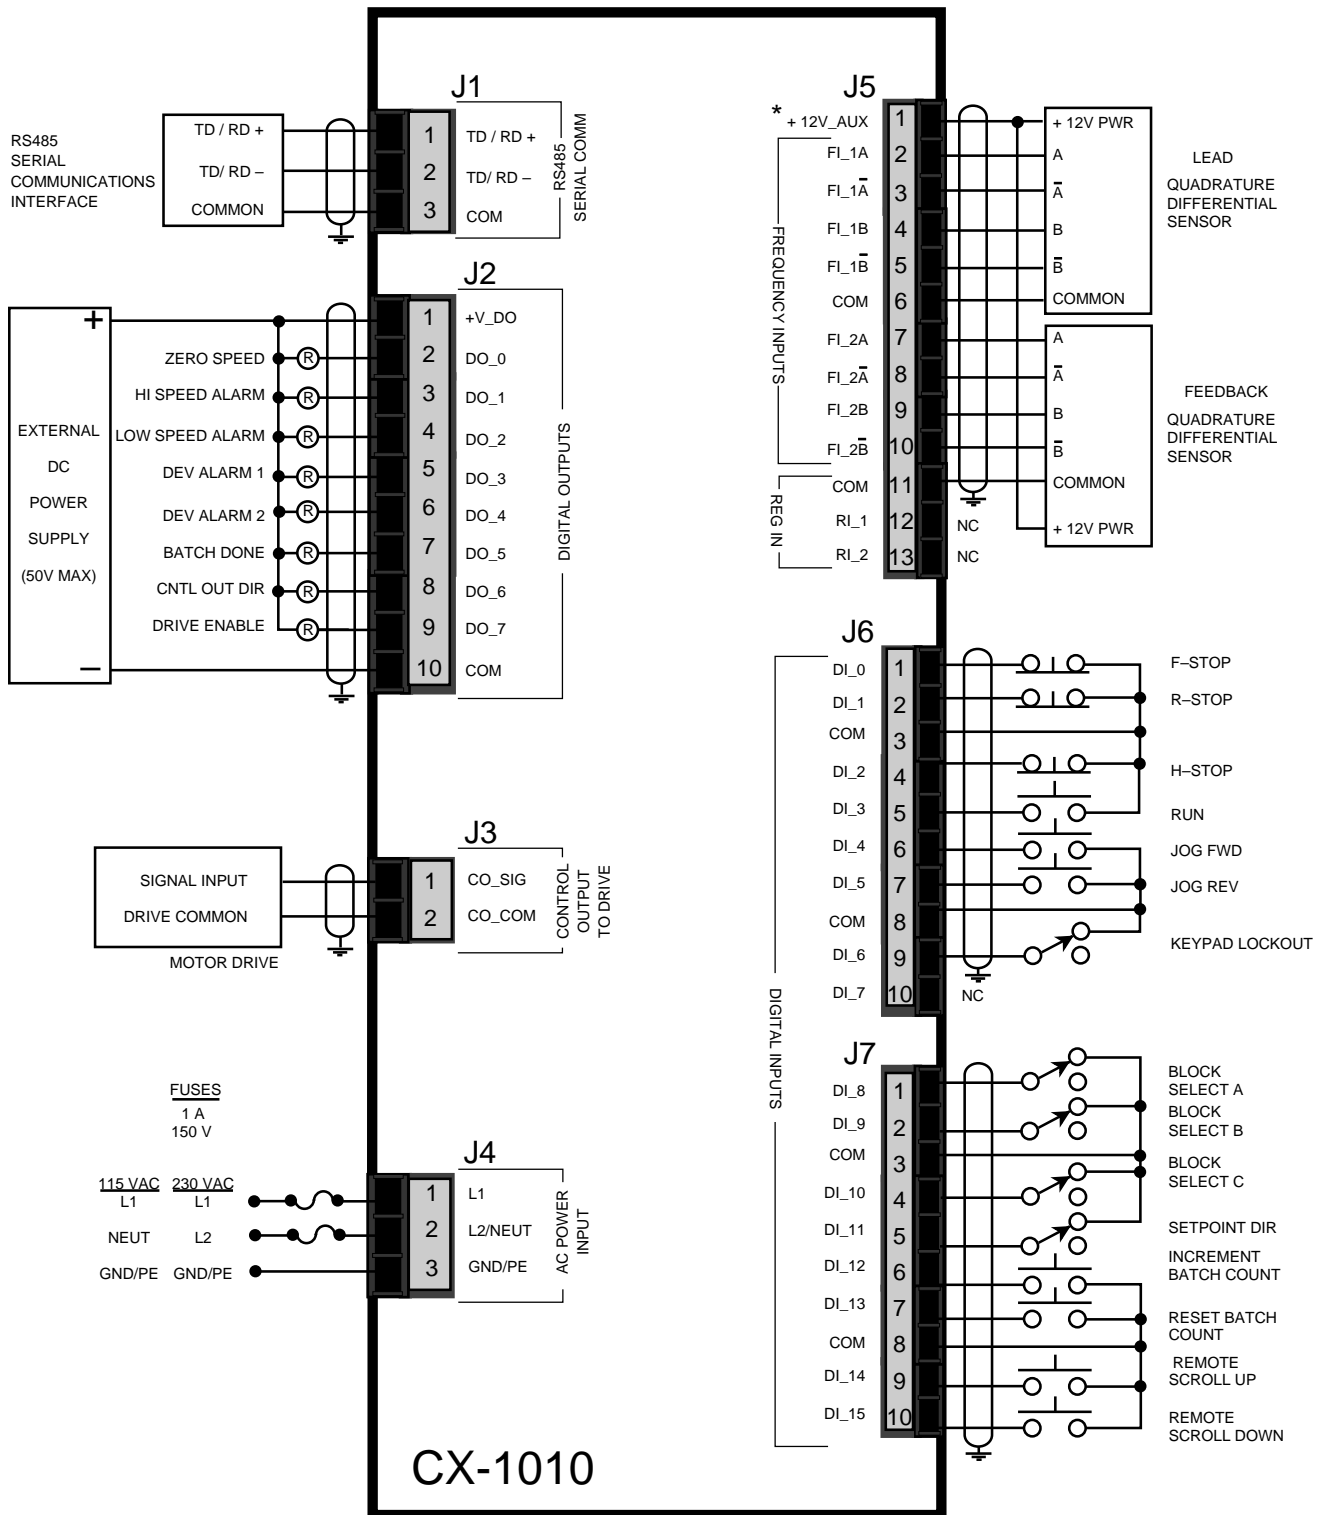 J1
RS485
SERIAL
COMMUNICATIONS
INTERFACE
TD / RD +
TD/ RD –
COMMON
1
2
3
TD / RD +
TD/ RD –
COM
RS485
SERIAL COMM
J2
+
–
EXTERNAL
DC
POWER
SUPPLY
(50V MAX)
ZERO SPEED
HI SPEED ALARM
LOW SPEED ALARM
DEV ALARM 1
DEV ALARM 2
BATCH DONE
CNTL OUT DIR
DRIVE ENABLE
R
R
R
R
R
R
R
R
1
2
3
4
5
6
7
8
9
10
+V_DO
DO_0
DO_1
DO_2
DO_3
DO_4
DO_5
DO_6
DO_7
COM
DIGITAL OUTPUTS
J3
SIGNAL INPUT
DRIVE COMMON
MOTOR DRIVE
1
2
CO_SIG
CO_COM
CONTROL
OUTPUT
TO DRIVE
FUSES
1 A
150 V
J4
115 VAC 230 VAC
L1 L1
NEUT L2
GND/PE GND/PE
1
2
3
L1
L2/NEUT
GND/PE
AC POWER
INPUT
J5
* + 12V_AUX
FI_1A
FI_1A̅
FI_1B
FI_1B̅
COM
FI_2A
FI_2A̅
FI_2B
FI_2B̅
COM
RI_1
RI_2
FREQUENCY INPUTS
REG IN
1
2
3
4
5
6
7
8
9
10
11
12
13
NC
NC
+ 12V PWR
A
A̅
B
B̅
COMMON
LEAD
QUADRATURE
DIFFERENTIAL
SENSOR
A
A̅
B
B̅
COMMON
+ 12V PWR
FEEDBACK
QUADRATURE
DIFFERENTIAL
SENSOR
J6
DI_0
DI_1
COM
DI_2
DI_3
DI_4
DI_5
COM
DI_6
DI_7
1
2
3
4
5
6
7
8
9
10
NC
F–STOP
R–STOP
H–STOP
RUN
JOG FWD
JOG REV
KEYPAD LOCKOUT
DIGITAL INPUTS
J7
DI_8
DI_9
COM
DI_10
DI_11
DI_12
DI_13
COM
DI_14
DI_15
1
2
3
4
5
6
7
8
9
10
BLOCK
SELECT A
BLOCK
SELECT B
BLOCK
SELECT C
SETPOINT DIR
INCREMENT
BATCH COUNT
RESET BATCH
COUNT
REMOTE
SCROLL UP
REMOTE
SCROLL DOWN
CX-1010